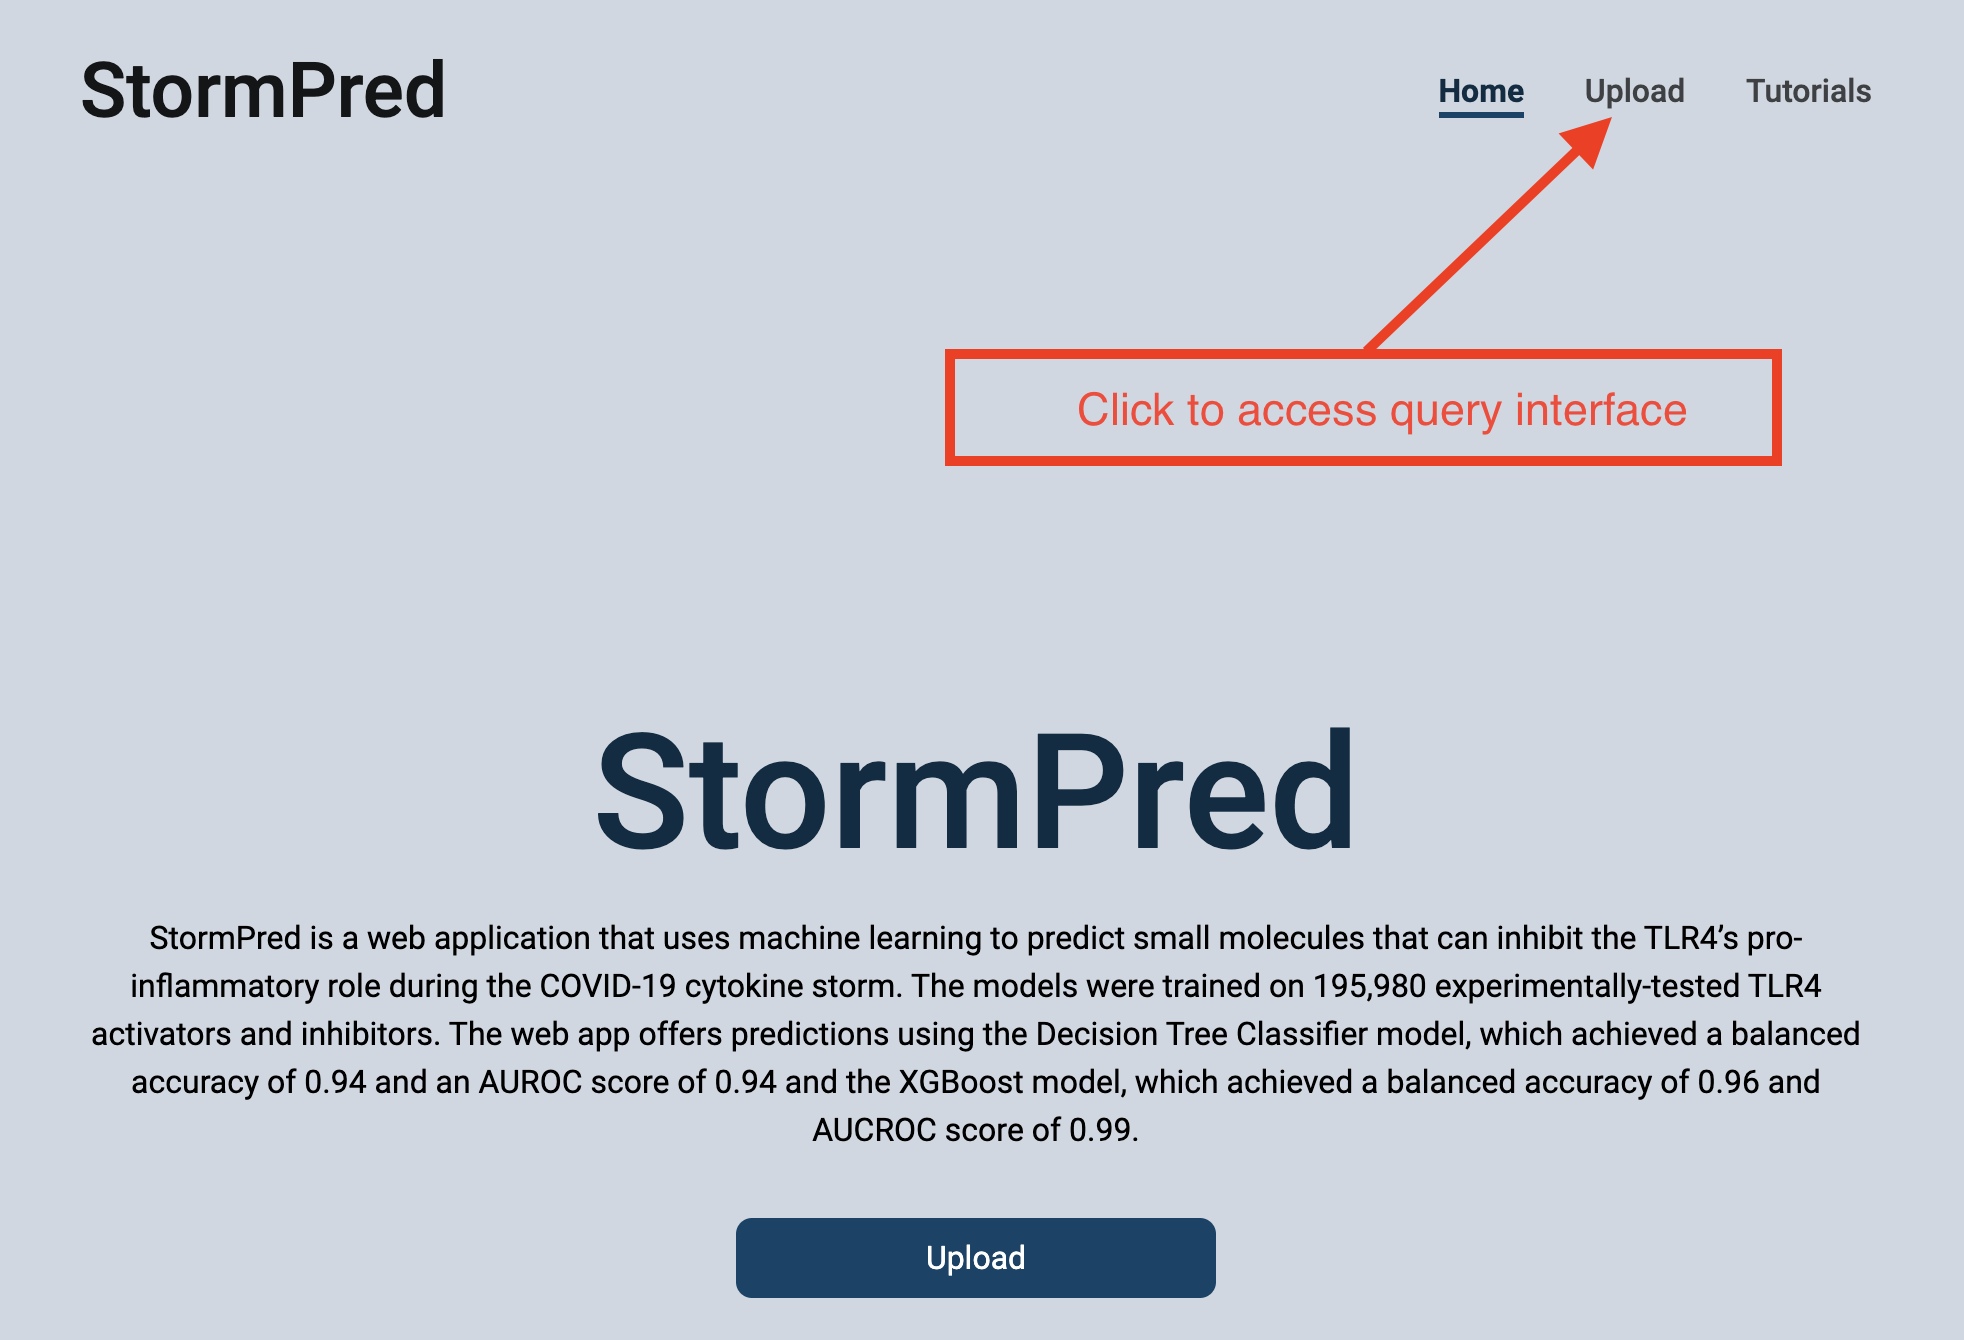 StormPred
Home Upload Tutorials
Click to access query interface
StormPred
StormPred is a web application that uses machine learning to predict small molecules that can inhibit the TLR4’s pro-
inflammatory role during the COVID-19 cytokine storm. The models were trained on 195,980 experimentally-tested TLR4
activators and inhibitors. The web app offers predictions using the Decision Tree Classifier model, which achieved a balanced
accuracy of 0.94 and an AUROC score of 0.94 and the XGBoost model, which achieved a balanced accuracy of 0.96 and
AUCROC score of 0.99.
Upload